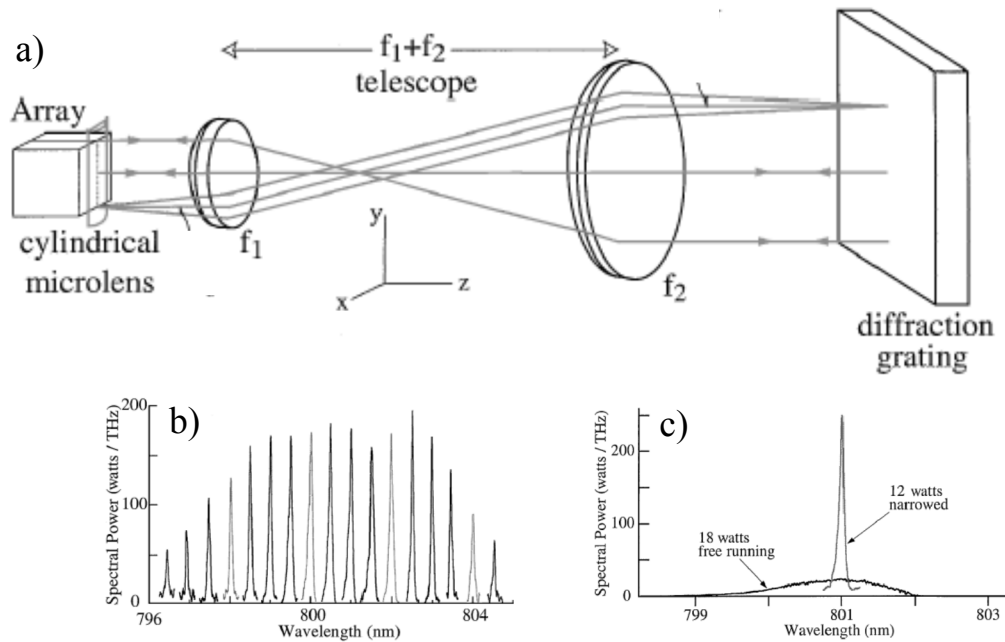 a)
f1+f2
telescope
Array
cylindrical
microlens
f1
y
x
z
f2
diffraction
grating
b)
Spectral Power (watts / THz)
200
100
0
796
800
804
Wavelength (nm)
c)
Spectral Power (watts / THz)
200
100
0
18 watts
free running
12 watts
narrowed
799
801
803
Wavelength (nm)